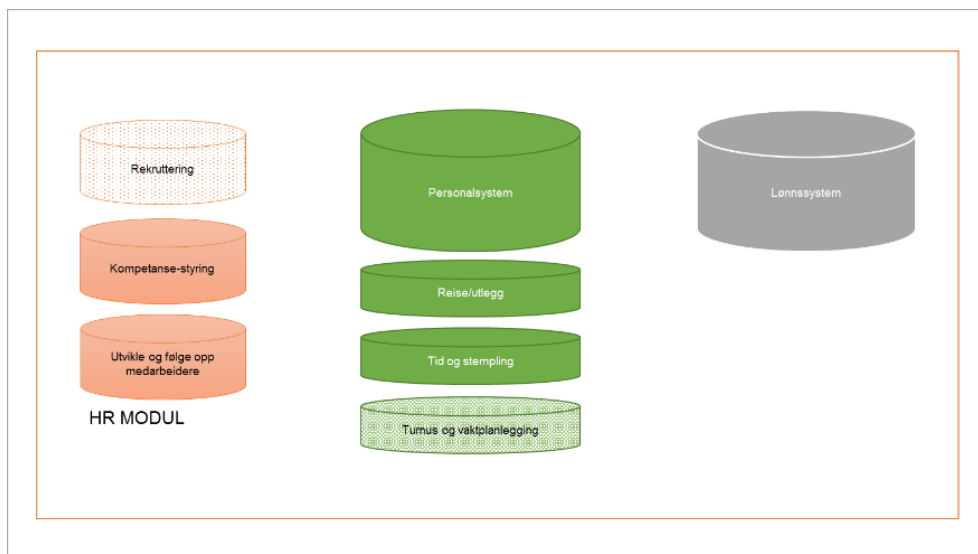 Rekruttering
Kompetanse-styring
Utvikle og følge opp
medarbeidere
HR MODUL
Personalsystem
Reise/utlegg
Tid og stempling
Turnus og vaktplanlegging
Lønnssystem